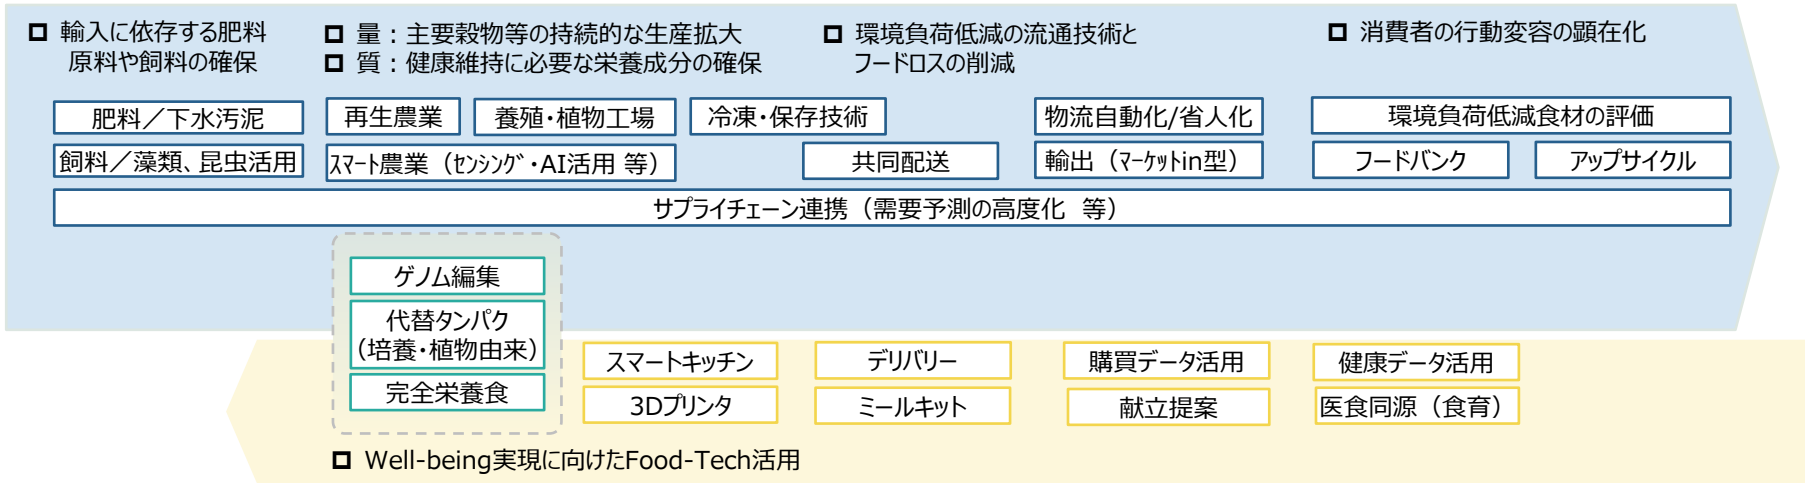 輸入に依存する肥料
原料や飼料の確保
量：主要穀物等の持続的な生産拡大
質：健康維持に必要な栄養成分の確保
環境負荷低減の流通技術と
フードロスの削減
消費者の行動変容の顕在化
肥料／下水汚泥
再生農業
養殖・植物工場
冷凍・保存技術
物流自動化/省人化
環境負荷低減食材の評価
飼料／藻類、昆虫活用
ｽﾏｰﾄ農業（ｾﾝｼﾝｸﾞ・AI活用 等）
共同配送
輸出（ﾏｰｹｯﾄin型）
フードバンク
アップサイクル
サプライチェーン連携（需要予測の高度化 等）
ゲノム編集
代替タンパク
（培養・植物由来）
完全栄養食
スマートキッチン
デリバリー
購買データ活用
健康データ活用
3Dプリンタ
ミールキット
献立提案
医食同源（食育）
Well-being実現に向けたFood-Tech活用